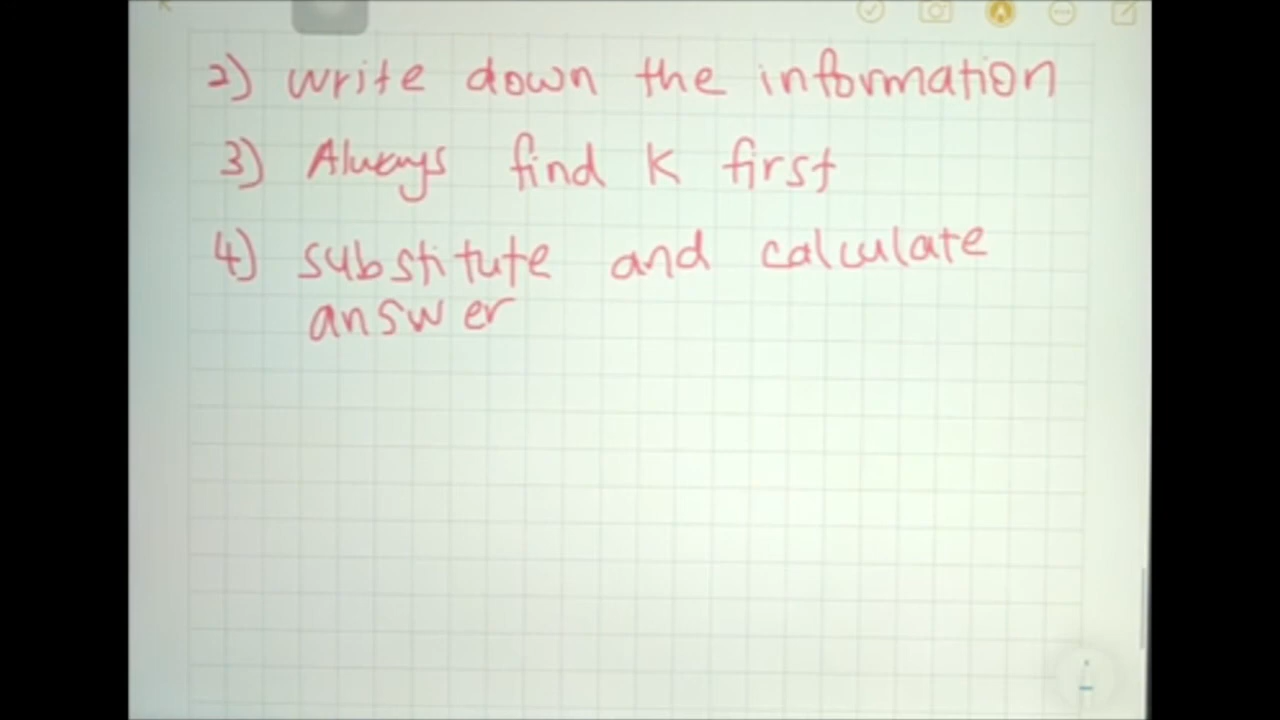 2) write down the information
3) Always find K first
4) substitute and calculate
answer